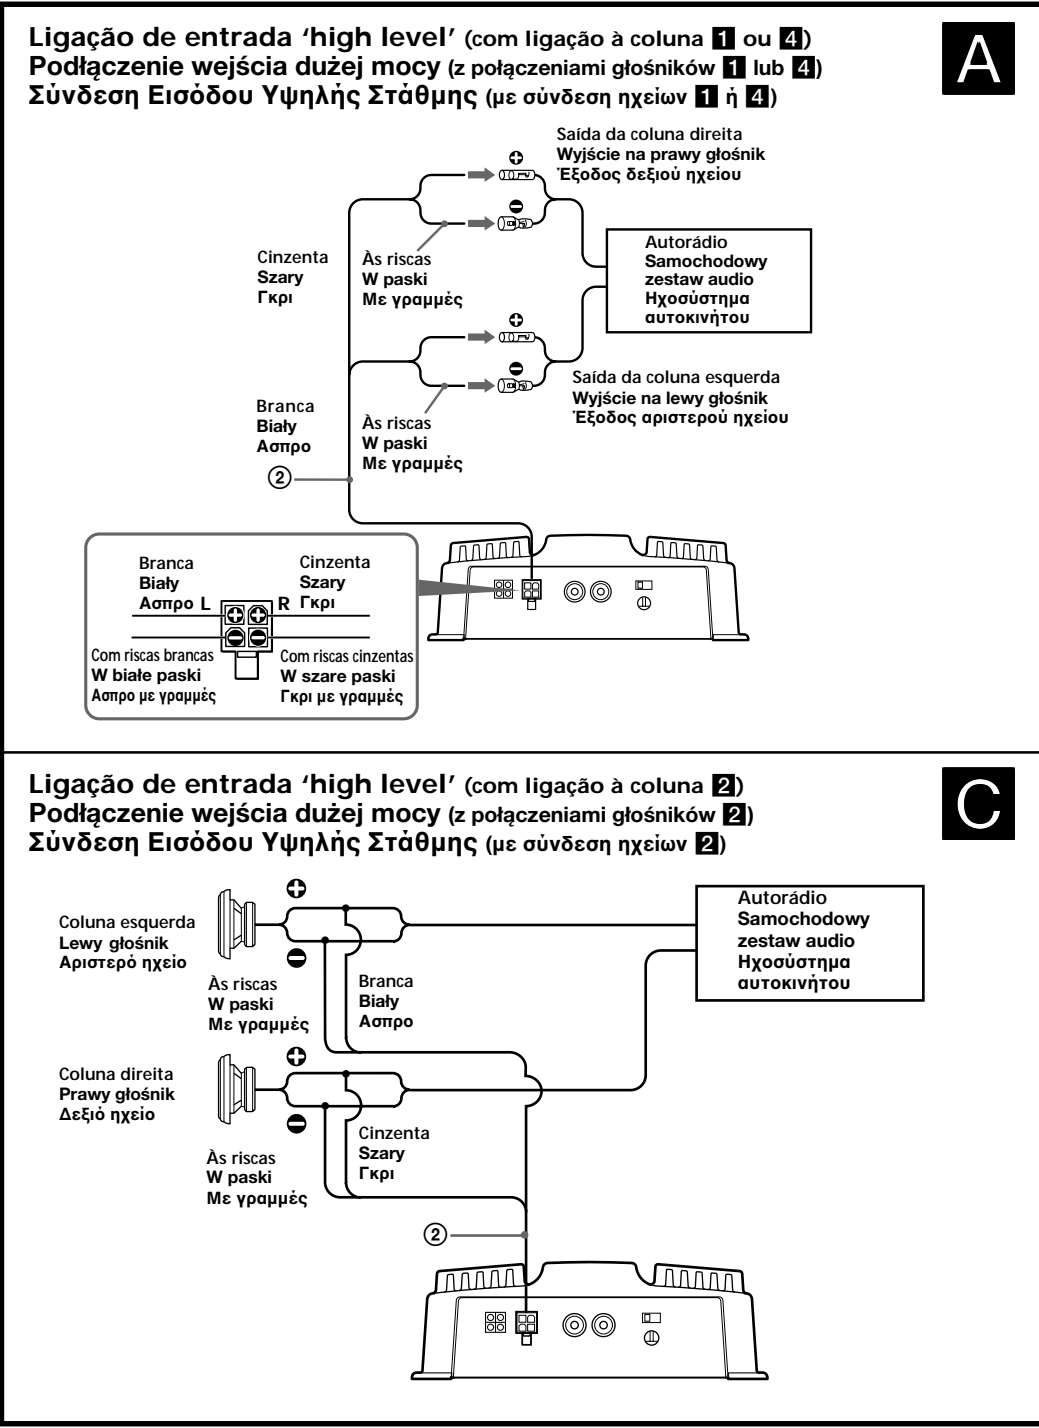 Ligação de entrada ‘high level’ (com ligação à coluna 1 ou 4)
Podłączenie wejścia dużej mocy (z połączeniami głośników 1 lub 4)
Σύνδεση Εισόδου Υψηλής Στάθμης (με σύνδεση ηχείων 1 ή 4)
A
Saída da coluna direita
Wyjście na prawy głośnik
Έξοδος δεξιού ηχείου
Cinzenta
Szary
Γκρι
Às riscas
W paski
Με γραμμές
Autorádio
Samochodowy
zestaw audio
Ηχοσύστημα
αυτοκινήτου
Saída da coluna esquerda
Wyjście na lewy głośnik
Έξοδος αριστερού ηχείου
Branca
Biały
Ασπρο
Às riscas
W paski
Με γραμμές
2
Branca
Biały
Ασπρο L
Cinzenta
Szary
R Γκρι
Com riscas brancas
W białe paski
Ασπρο με γραμμές
Com riscas cinzentas
W szare paski
Γκρι με γραμμές
Ligação de entrada ‘high level’ (com ligação à coluna 2)
Podłączenie wejścia dużej mocy (z połączeniami głośników 2)
Σύνδεση Εισόδου Υψηλής Στάθμης (με σύνδεση ηχείων 2)
C
Coluna esquerda
Lewy głośnik
Αριστερό ηχείο
Às riscas
W paski
Με γραμμές
Branca
Biały
Ασπρο
Autorádio
Samochodowy
zestaw audio
Ηχοσύστημα
αυτοκινήτου
Coluna direita
Prawy głośnik
Δεξιό ηχείο
Às riscas
W paski
Με γραμμές
Cinzenta
Szary
Γκρι
2